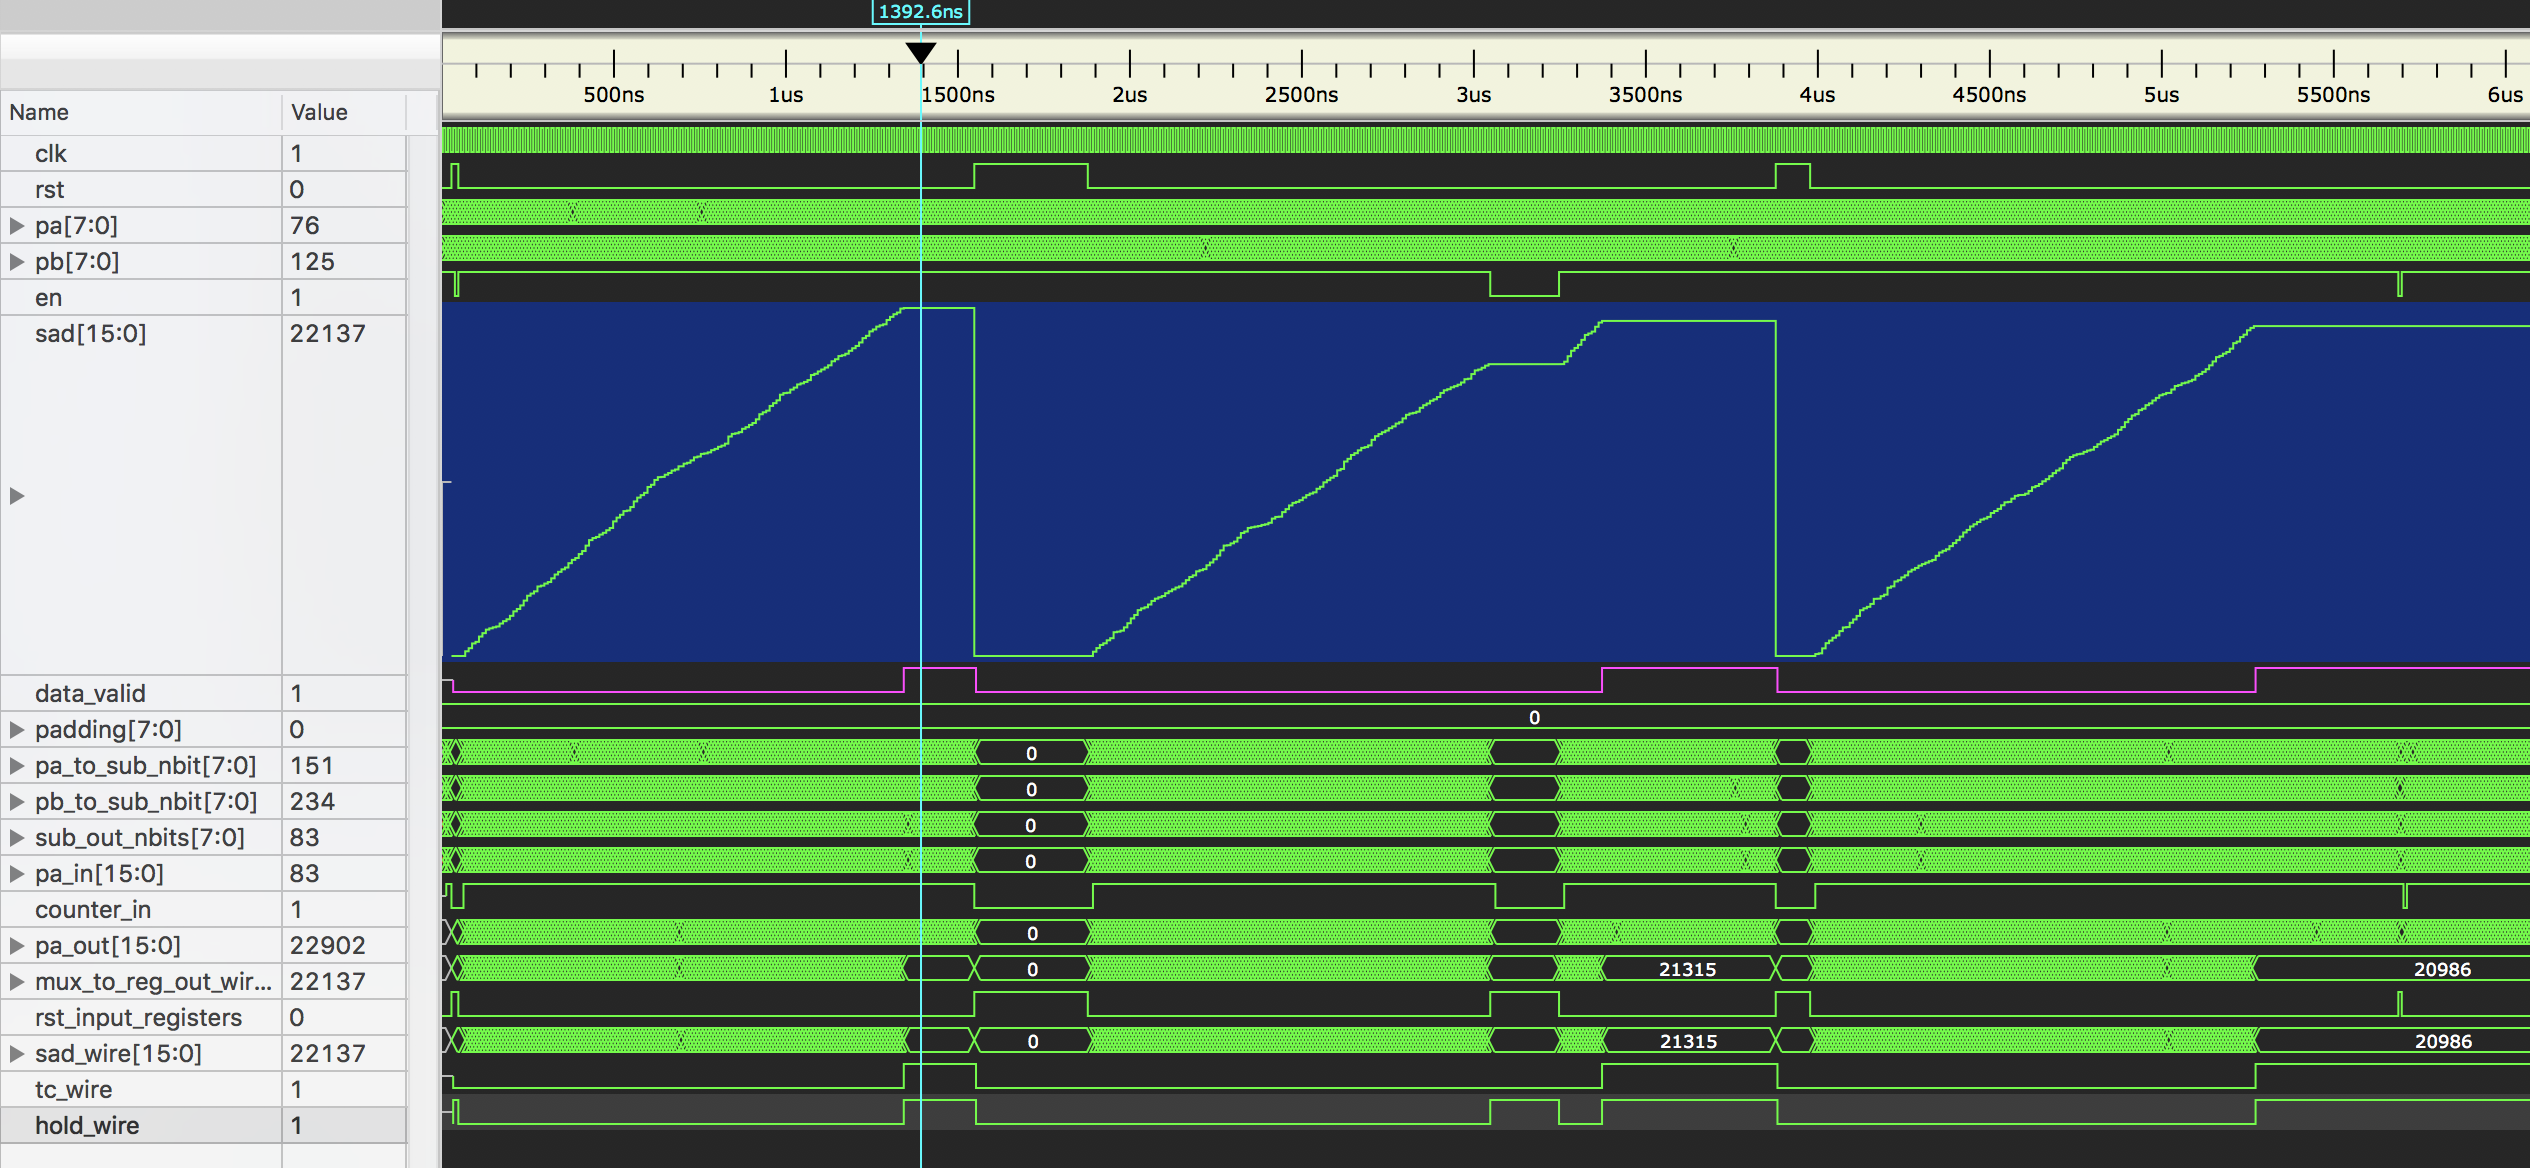 1392.6ns
500ns 1us 1500ns 2us 2500ns 3us 3500ns 4us 4500ns 5us 5500ns 6us
Name Value
clk 1
rst 0
pa[7:0] 76
pb[7:0] 125
en 1
sad[15:0] 22137
data_valid 1
padding[7:0] 0 0
pa_to_sub_nbit[7:0] 151 0
pb_to_sub_nbit[7:0] 234 0
sub_out_nbits[7:0] 83 0
pa_in[15:0] 83 0
counter_in 1
pa_out[15:0] 22902 0
mux_to_reg_out_wir... 22137 0 21315 20986
rst_input_registers 0
sad_wire[15:0] 22137 0 21315 20986
tc_wire 1
hold_wire 1